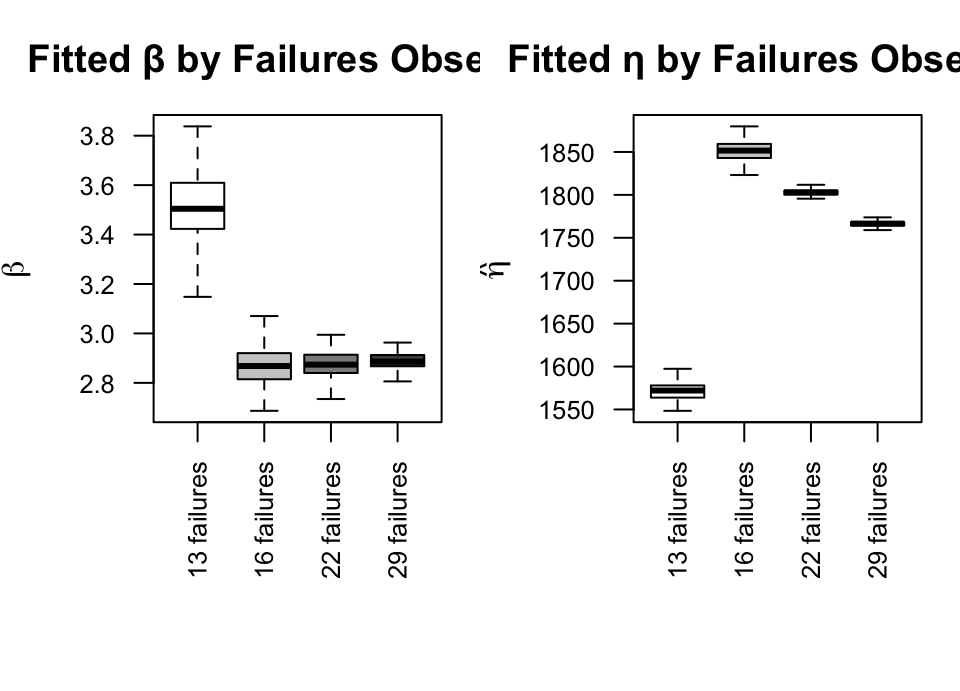 Fitted β by Failures Obse
3.8
3.6
3.4
3.2
3.0
2.8
β
13 failures
16 failures
22 failures
29 failures
Fitted η by Failures Obse
1850
1800
1750
1700
1650
1600
1550
η̂
13 failures
16 failures
22 failures
29 failures